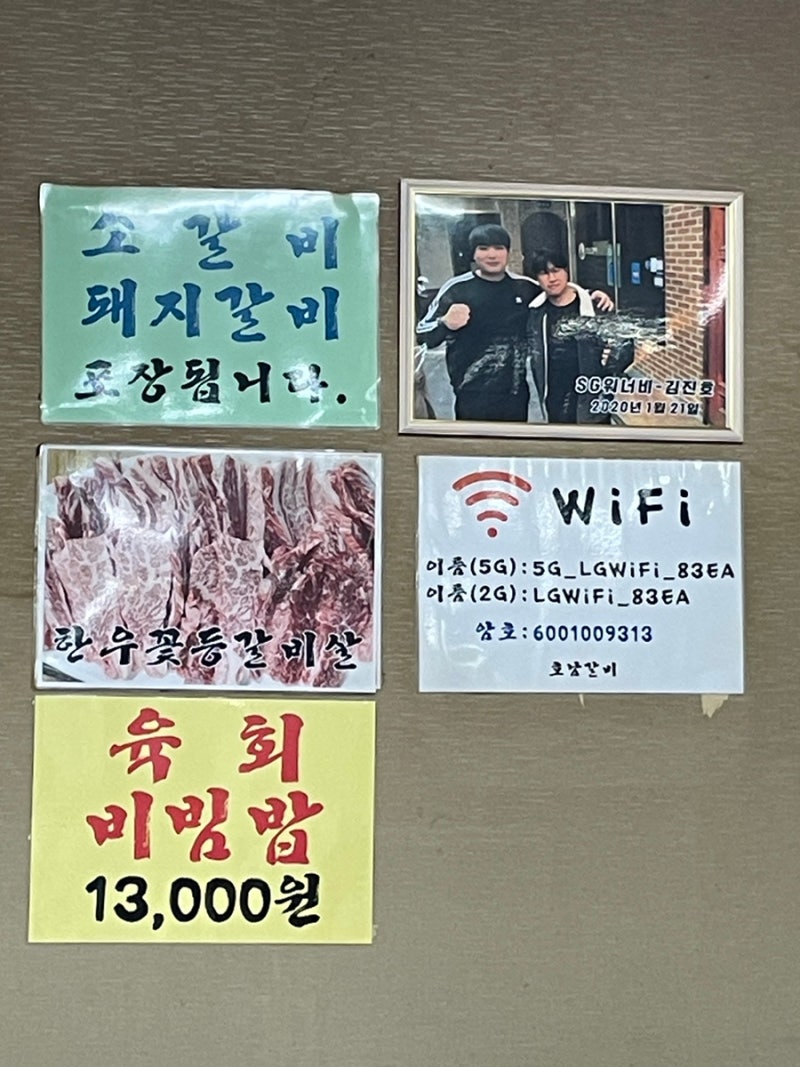 소갈비
돼지갈비
포장됩니다.
SG워너비-김진호
2020년 1월 21일
한우꽃등갈비살
WiFi
이름(5G):5G_LGWiFi_83EA
이름(2G):LGWiFi_83EA
암호:6001009313
호남갈비
육회
비빔밥
13,000원